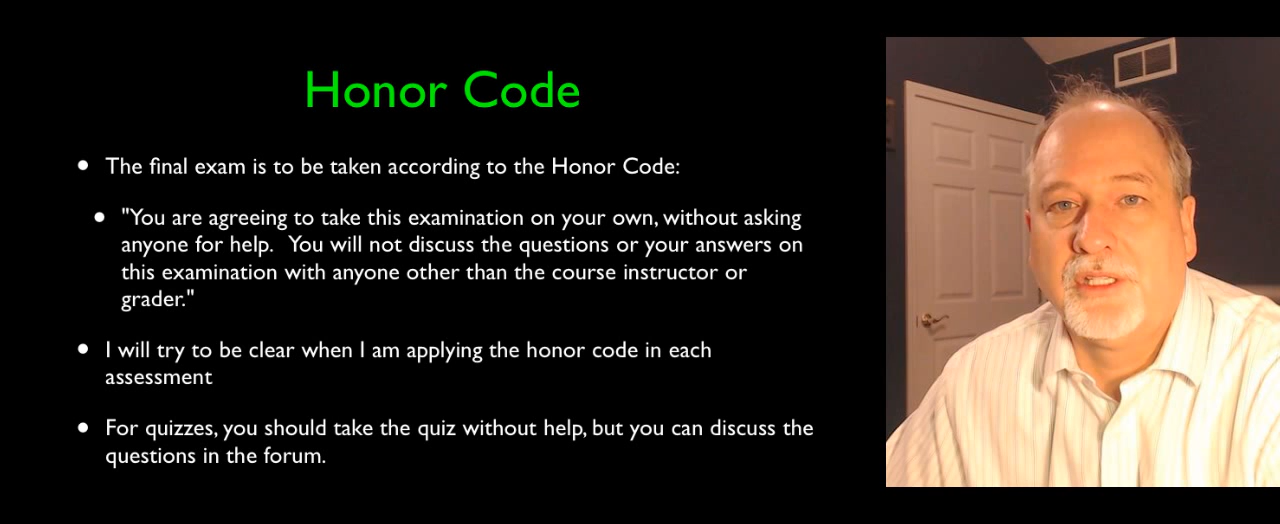 Honor Code
• The final exam is to be taken according to the Honor Code:
• "You are agreeing to take this examination on your own, without asking
anyone for help.  You will not discuss the questions or your answers on
this examination with anyone other than the course instructor or
grader."
• I will try to be clear when I am applying the honor code in each
assessment
• For quizzes, you should take the quiz without help, but you can discuss the
questions in the forum.